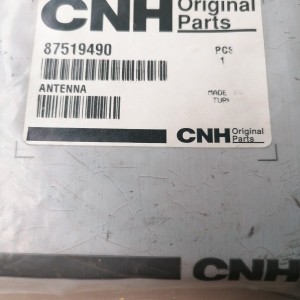 CNH Original
Parts
87519490
PCS
1
ANTENNA
MADE
CNH Original
Parts
CNH